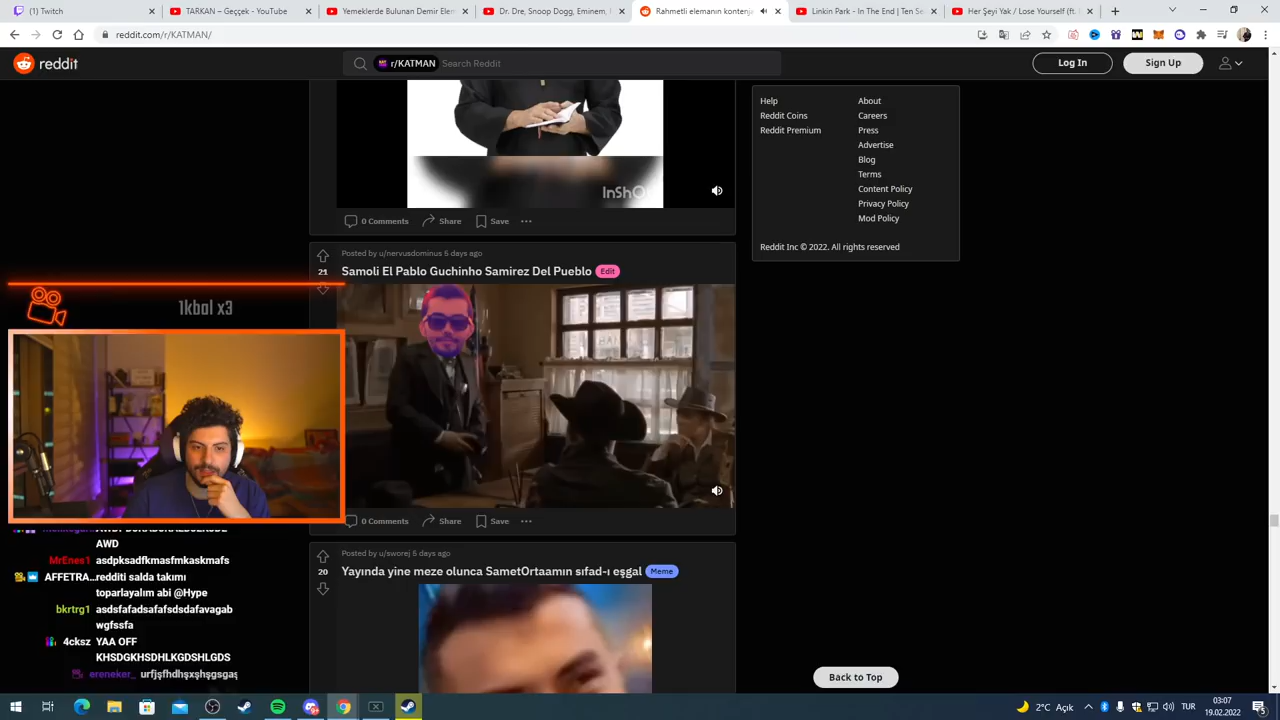 Twitch
TARKAN – Geççek - YouTube
Yemeklerde Bulunan Demir Elem
Dr. Dre, Snoop Dogg, Eminem,
Rahmetli elemanın kontenja
Linkin Park - In The End [ Ten Se
Her Şeyi Yak / Lose Yourself (
reddit.com/r/KATMAN/
reddit
r/KATMAN
Search Reddit
Log In
Sign Up
InSho
0 Comments
Share
Save
Help
Reddit Coins
Reddit Premium
About
Careers
Press
Advertise
Blog
Terms
Content Policy
Privacy Policy
Mod Policy
Reddit Inc © 2022. All rights reserved
Posted by u/nervusdominus 5 days ago
21
Samoli El Pablo Guchinho Samirez Del Pueblo
Edit
1kbol x3
0 Comments
Share
Save
Posted by u/sworej 5 days ago
20
Yayında yine meze olunca SametOrtaamın sıfad-ı eşgal
Meme
AWD
MrEnes1 asdpksadfkmasfmkaskmafs
AFFETRA... redditi salda takımı
toparlayalım abi @Hype
bkrtrg1 asdsfafadsafafsdsdafavagab
wgfssfa
4cksz YAA OFF
KHSDGKHSDHLKGDSHLGDS
ereneker_ urfjşfhdhşxşhşgsgaş
Back to Top
2°C Açık
TUR
03:07
19.02.2022
5